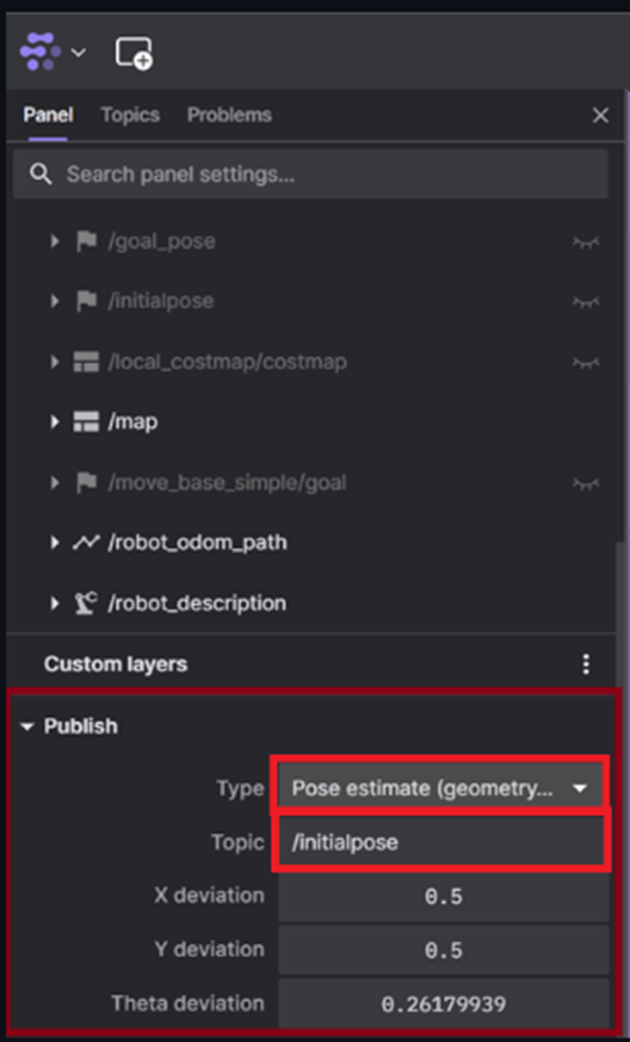 Panel Topics Problems
Search panel settings...
/goal_pose
/initialpose
/local_costmap/costmap
/map
/move_base_simple/goal
/robot_odom_path
/robot_description
Custom layers
Publish
Type Pose estimate (geometry...
Topic /initialpose
X deviation 0.5
Y deviation 0.5
Theta deviation 0.26179939